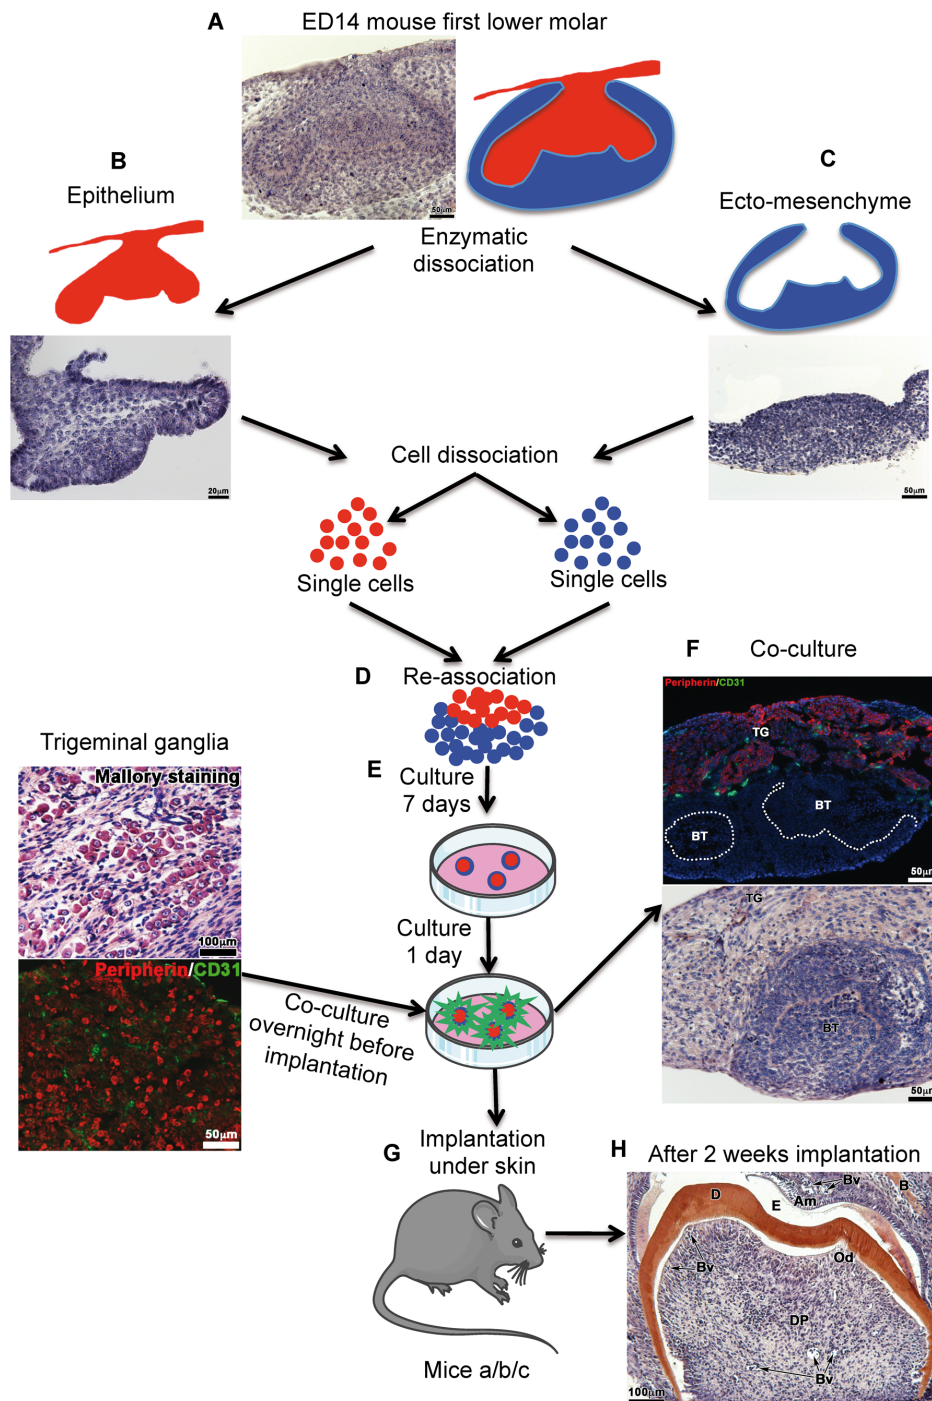 A
ED14 mouse first lower molar
50μm
B
Epithelium
C
Ecto-mesenchyme
Enzymatic
dissociation
20μm
50μm
Cell dissociation
Single cells
Single cells
D
Re-association
E
Culture
7 days
Culture
1 day
Trigeminal ganglia
Mallory staining
100μm
Peripherin/CD31
50μm
Co-culture
overnight before
implantation
F
Co-culture
Peripherin/CD31
TG
BT
BT
50μm
TG
BT
50μm
G
Implantation
under skin
Mice a/b/c
H
After 2 weeks implantation
Bv
B
D
E
Am
Od
Bv
DP
Bv
100μm